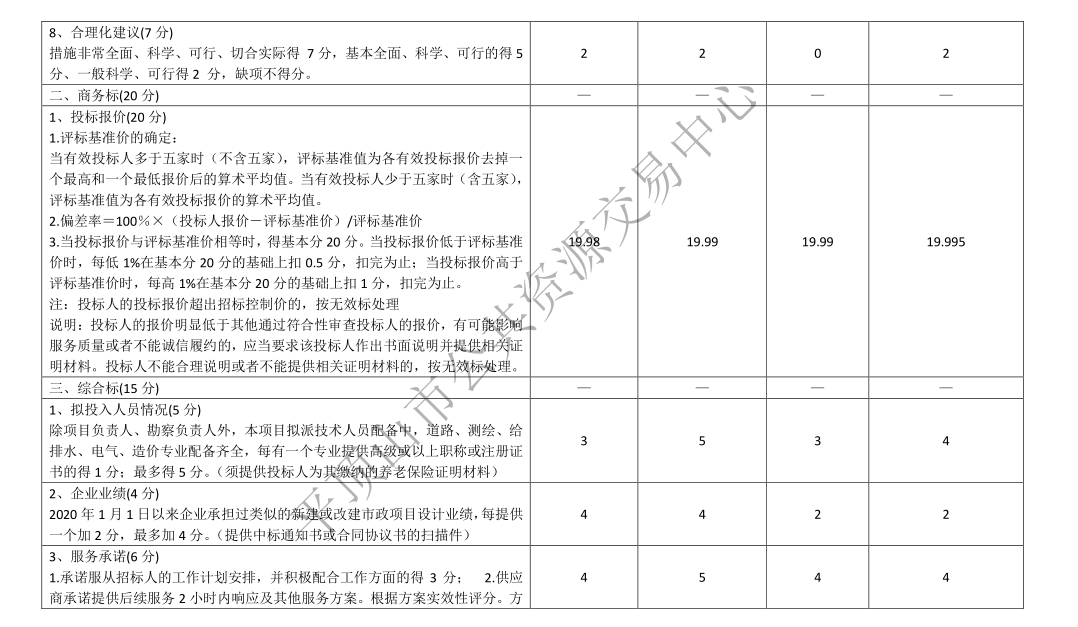 8、合理化建议(7 分)
措施非常全面、科学、可行、切合实际得 7 分，基本全面、科学、可行的得 5
分、一般科学、可行得 2 分，缺项不得分。
2 2 0 2
二、商务标(20 分)
— — — —
1、投标报价(20 分)
1.评标基准价的确定：
当有效投标人多于五家时（不含五家），评标基准值为各有效投标报价去掉一
个最高和一个最低报价后的算术平均值。当有效投标人少于五家时（含五家），
评标基准值为各有效投标报价的算术平均值。
2.偏差率＝100％×（投标人报价－评标基准价）/评标基准价
3.当投标报价与评标基准价相等时，得基本分 20 分。当投标报价低于评标基准
价时，每低 1%在基本分 20 分的基础上扣 0.5 分，扣完为止；当投标报价高于
评标基准价时，每高 1%在基本分 20 分的基础上扣 1 分，扣完为止。
注：投标人的投标报价超出招标控制价的，按无效标处理
说明：投标人的报价明显低于其他通过符合性审查投标人的报价，有可能影响
服务质量或者不能诚信履约的，应当要求该投标人作出书面说明并提供相关证
明材料。投标人不能合理说明或者不能提供相关证明材料的，按无效标处理。
19.98 19.99 19.99 19.995
三、综合标(15 分)
— — — —
1、拟投入人员情况(5 分)
除项目负责人、勘察负责人外，本项目拟派技术人员配备中，道路、测绘、给
排水、电气、造价专业配备齐全，每有一个专业提供高级或以上职称或注册证
书的得 1 分；最多得 5 分。（须提供投标人为其缴纳的养老保险证明材料）
3 5 3 4
2、企业业绩(4 分)
2020 年 1 月 1 日以来企业承担过类似的新建或改建市政项目设计业绩，每提供
一个加 2 分，最多加 4 分。（提供中标通知书或合同协议书的扫描件）
4 4 2 2
3、服务承诺(6 分)
1.承诺服从招标人的工作计划安排，并积极配合工作方面的得 3 分； 2.供应
商承诺提供后续服务 2 小时内响应及其他服务方案。根据方案实效性评分。方
4 5 4 4
平顶山市公共资源交易中心